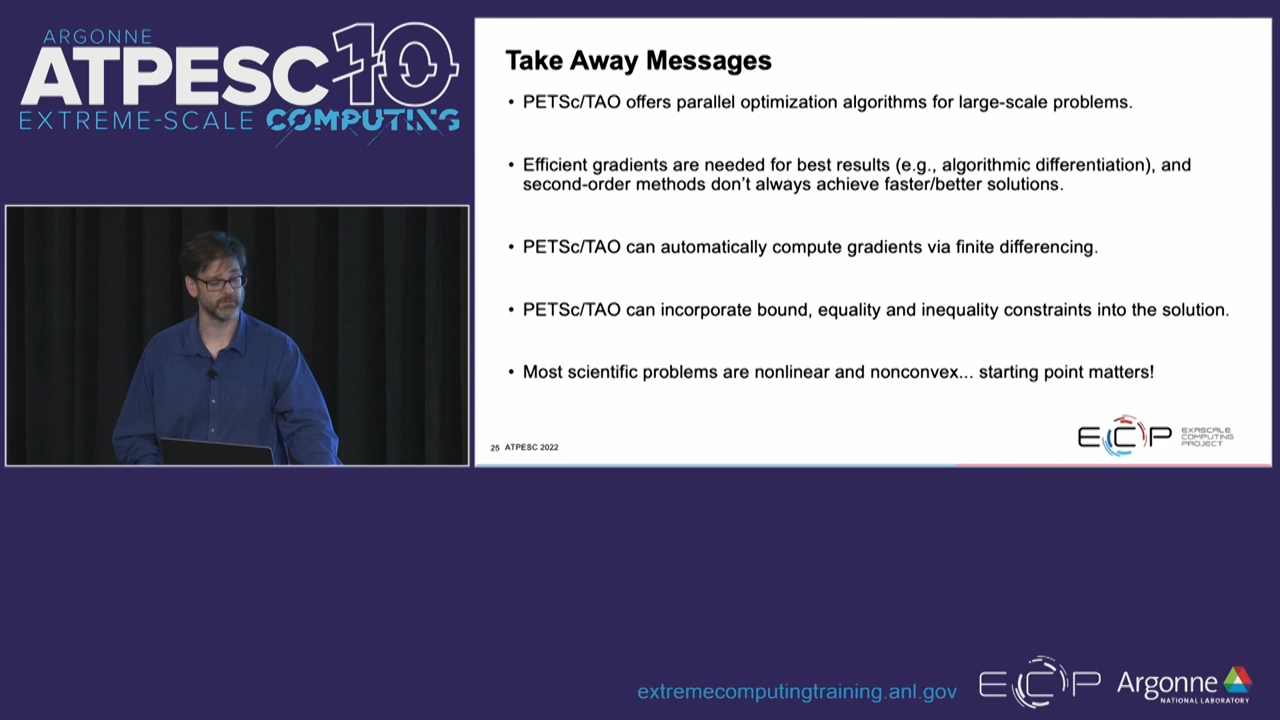 ARGONNE
ATPESC10
EXTREME-SCALE COMPUTING
Take Away Messages
• PETSc/TAO offers parallel optimization algorithms for large-scale problems.
• Efficient gradients are needed for best results (e.g., algorithmic differentiation), and
second-order methods don't always achieve faster/better solutions.
• PETSc/TAO can automatically compute gradients via finite differencing.
• PETSc/TAO can incorporate bound, equality and inequality constraints into the solution.
• Most scientific problems are nonlinear and nonconvex... starting point matters!
25 ATPESC 2022
ECP
EXASCALE
COMPUTING
PROJECT
extremecomputingtraining.anl.gov
ECP
Argonne
NATIONAL LABORATORY